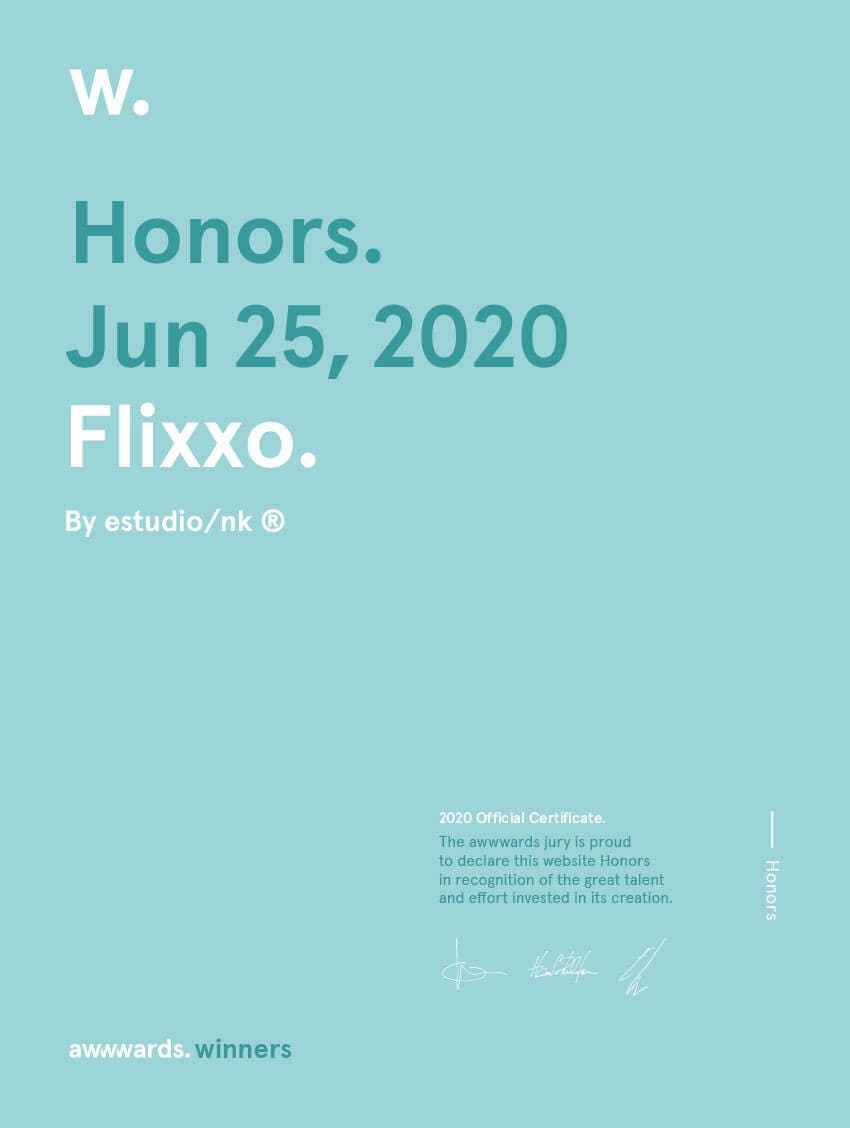 w.
Honors.
Jun 25, 2020
Flixxo.
By estudio/nk ®
2020 Official Certificate.
The awwwards jury is proud
to declare this website Honors
in recognition of the great talent
and effort invested in its creation.
Honors
awwwards. winners